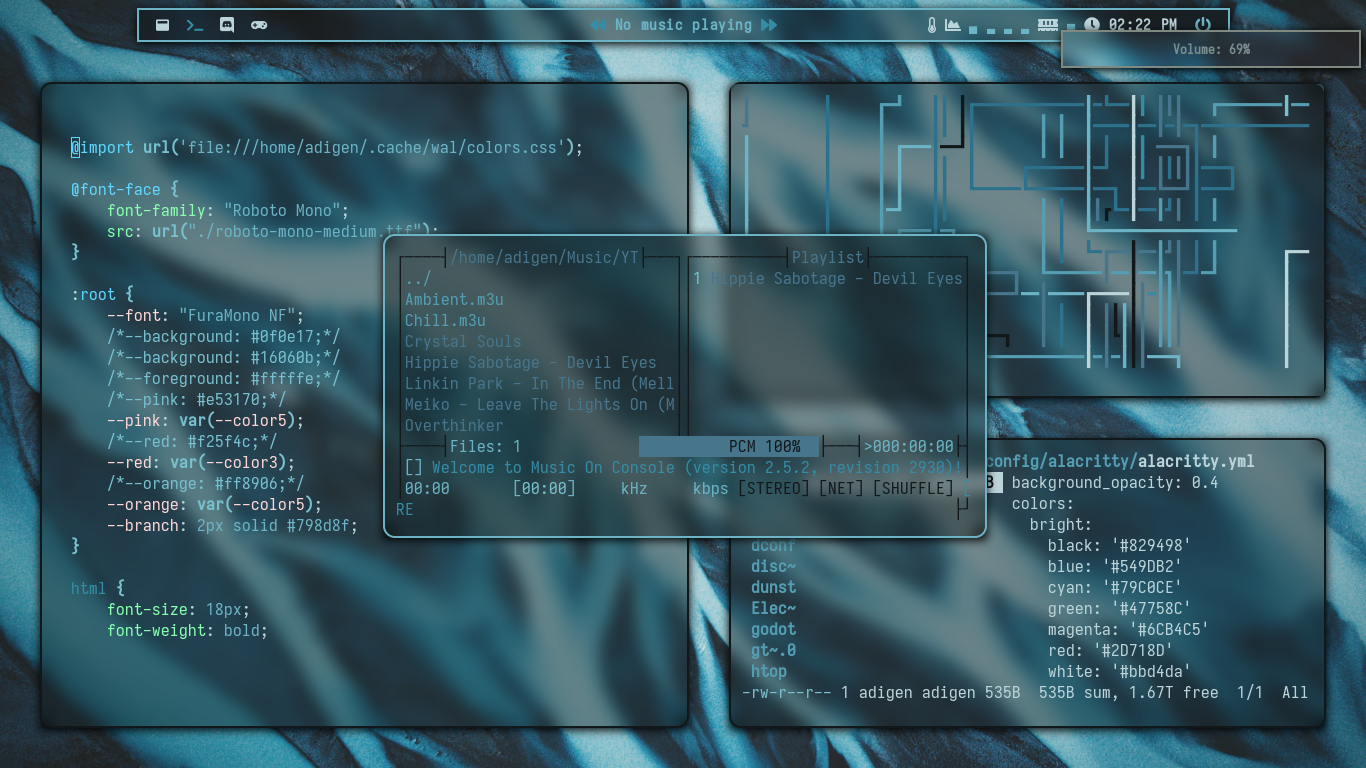 No music playing
02:22 PM
Volume: 69%
@import url('file:///home/adigen/.cache/wal/colors.css');
@font-face {
font-family: "Roboto Mono";
src: url("./roboto-mono-medium.ttf");
}
:root {
--font: "FuraMono NF";
/*--background: #0f0e17;*/
/*--background: #16060b;*/
/*--foreground: #fffffe;*/
/*--pink: #e53170;*/
--pink: var(--color5);
/*--red: #f25f4c;*/
--red: var(--color3);
/*--orange: #ff8906;*/
--orange: var(--color5);
--branch: 2px solid #798d8f;
}
html {
font-size: 18px;
font-weight: bold;
/home/adigen/Music/YT
../
Ambient.m3u
Chill.m3u
Crystal Souls
Hippie Sabotage - Devil Eyes
Linkin Park - In The End (Mell
Meiko - Leave The Lights On (M
Overthinker
Playlist
1 Hippie Sabotage - Devil Eyes
Files: 1 PCM 100% >000:00:00
[] Welcome to Music On Console (version 2.5.2, revision 2930)!
00:00 [00:00] kHz kbps [STEREO] [NET] [SHUFFLE]
RE
config/alacritty/alacritty.yml
B background_opacity: 0.4
colors:
bright:
dconf black: '#829498'
disc~ blue: '#549DB2'
dunst cyan: '#79C0CE'
Elec~ green: '#47758C'
godot magenta: '#6CB4C5'
gt~.0 red: '#2D718D'
htop white: '#bbd4da'
-rw-r--r-- 1 adigen adigen 535B 535B sum, 1.67T free 1/1 All